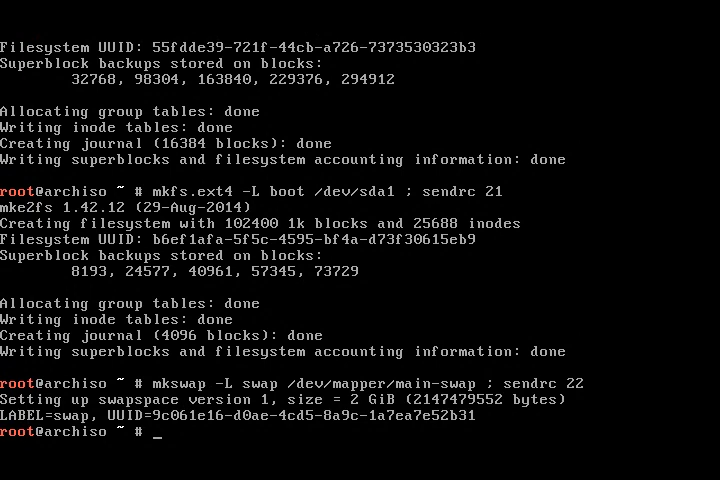 Filesystem UUID: 55fdde39-721f-44cb-a726-7373530323b3
Superblock backups stored on blocks:
32768, 98304, 163840, 229376, 294912
Allocating group tables: done
Writing inode tables: done
Creating journal (16384 blocks): done
Writing superblocks and filesystem accounting information: done
root@archiso ~ # mkfs.ext4 -L boot /dev/sda1 ; sendrc 21
mke2fs 1.42.12 (29-Aug-2014)
Creating filesystem with 102400 1k blocks and 25688 inodes
Filesystem UUID: b6ef1afa-5f5c-4595-bf4a-d73f30615eb9
Superblock backups stored on blocks:
8193, 24577, 40961, 57345, 73729
Allocating group tables: done
Writing inode tables: done
Creating journal (4096 blocks): done
Writing superblocks and filesystem accounting information: done
root@archiso ~ # mkswap -L swap /dev/mapper/main-swap ; sendrc 22
Setting up swapspace version 1, size = 2 GiB (2147479552 bytes)
LABEL=swap, UUID=9c061e16-d0ae-4cd5-8a9c-1a7ea7e52b31
root@archiso ~ # _